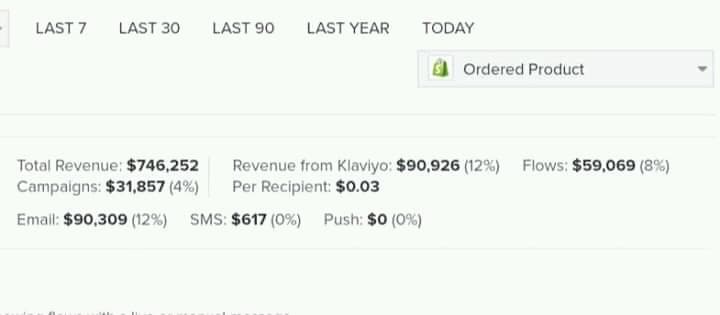 LAST 7 LAST 30 LAST 90 LAST YEAR TODAY
Ordered Product
Total Revenue: $746,252 Revenue from Klaviyo: $90,926 (12%) Flows: $59,069 (8%)
Campaigns: $31,857 (4%) Per Recipient: $0.03
Email: $90,309 (12%) SMS: $617 (0%) Push: $0 (0%)